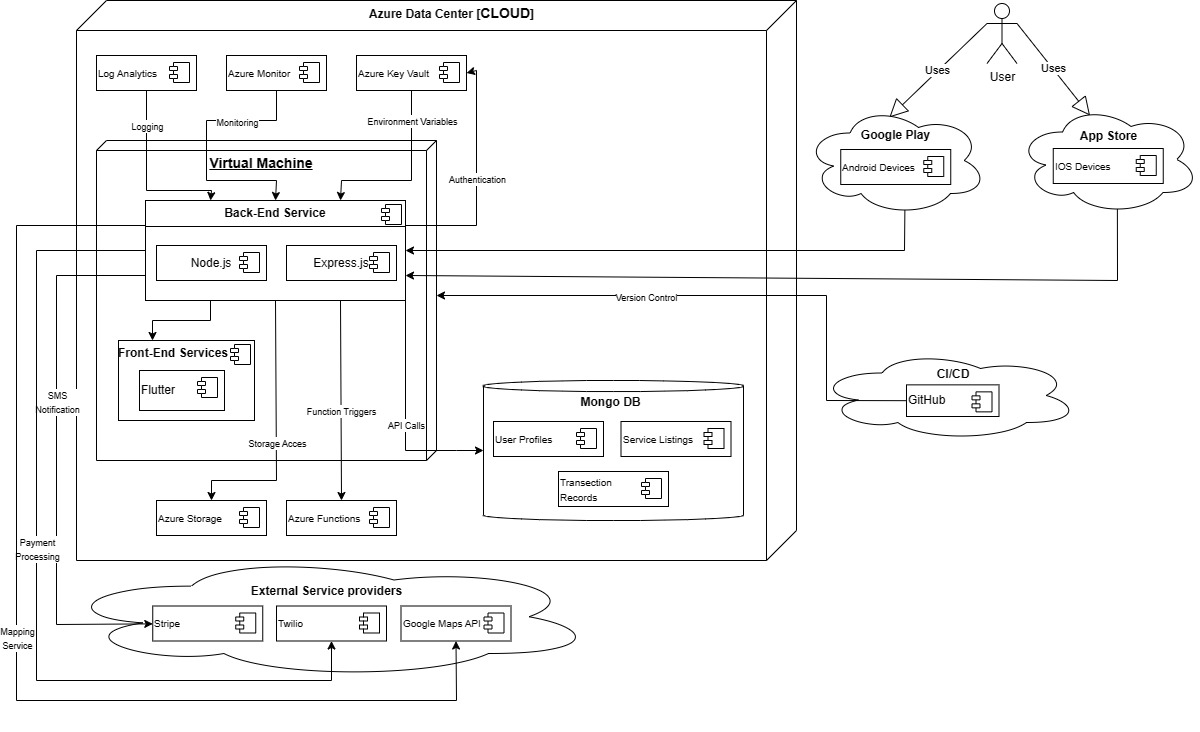 Azure Data Center [CLOUD]
Log Analytics
Azure Monitor
Azure Key Vault
Uses
Uses
User
Logging
Monitoring
Environment Variables
Google Play
Android Devices
App Store
IOS Devices
Virtual Machine
Authentication
Back-End Service
Node.js
Express.js
Version Control
Front-End Services
Flutter
CI/CD
GitHub
SMS
Notification
Function Triggers
API Calls
Storage Acces
Mongo DB
User Profiles
Service Listings
Transection
Records
Azure Storage
Azure Functions
Payment
Processing
External Service providers
Stripe
Twilio
Google Maps API
Mapping
Service